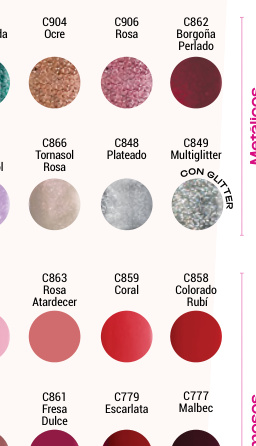 C904
Ocre
C906
Rosa
C862
Borgoña
Perlado
C866
Tornasol
Rosa
C848
Plateado
C849
Multiglitter
CON GLITTER
Metálicos
C863
Rosa
Atardecer
C859
Coral
C858
Colorado
Rubí
C861
Fresa
Dulce
C779
Escarlata
C777
Malbec